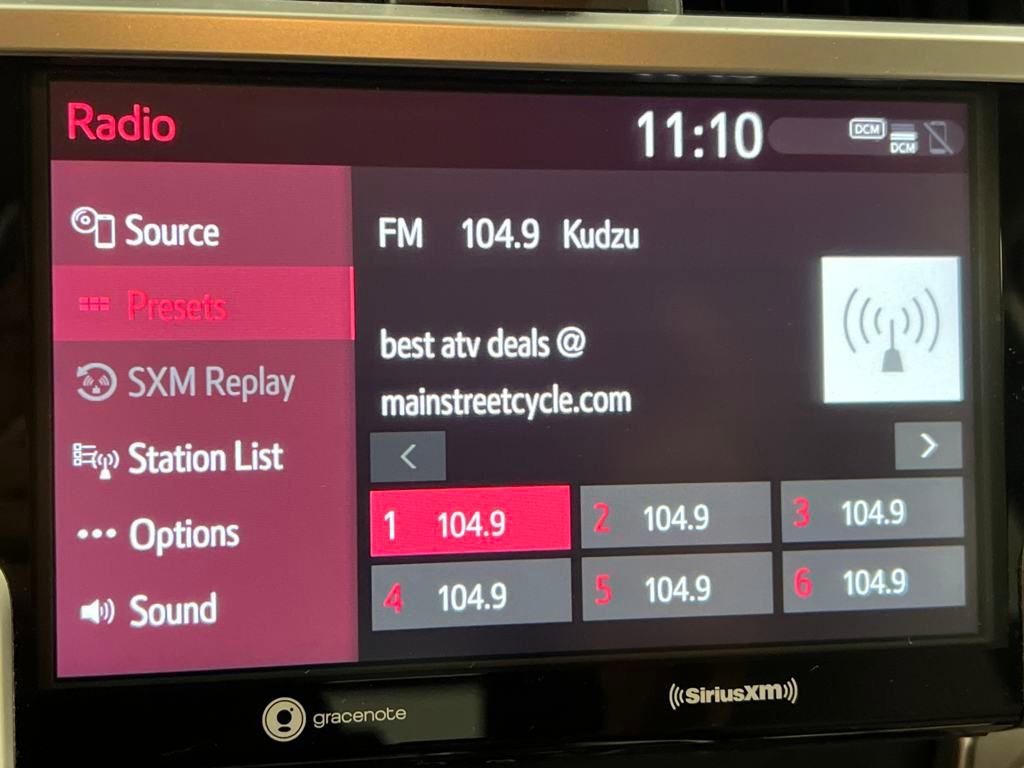 Radio
11:10
DCM
DCM
Source
Presets
SXM Replay
Station List
Options
Sound
FM 104.9 Kudzu
best atv deals @
mainstreetcycle.com
1 104.9
2 104.9
3 104.9
4 104.9
5 104.9
6 104.9
gracenote
SiriusXM